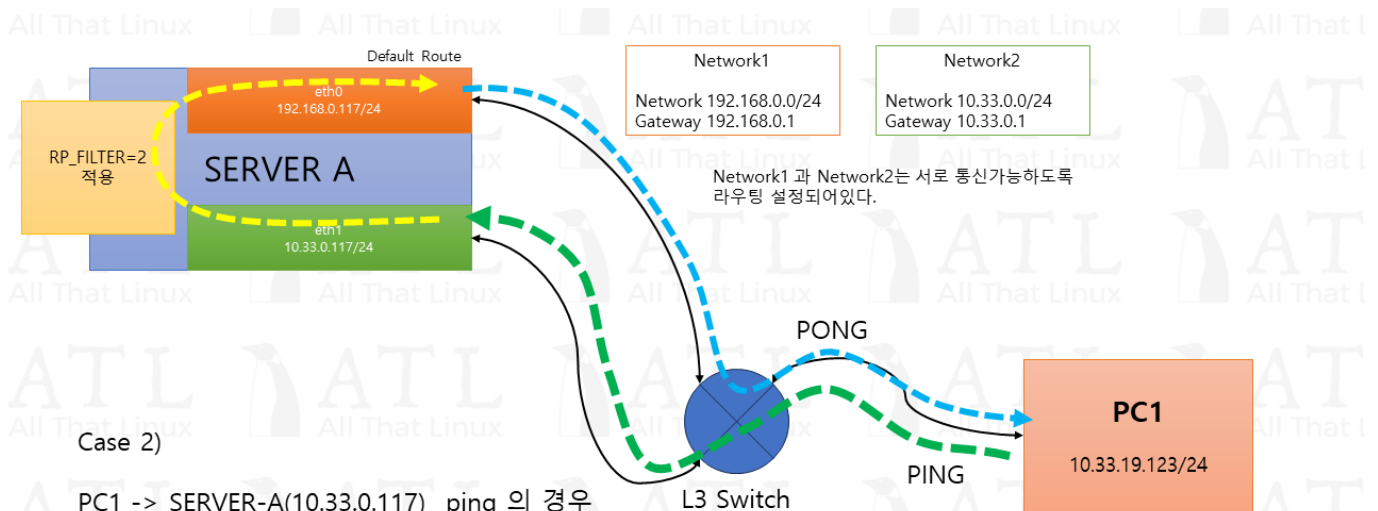 Default Route
eth0
192.168.0.117/24
RP_FILTER=2
적용
SERVER A
eth1
10.33.0.117/24
Network1
Network 192.168.0.0/24
Gateway 192.168.0.1
Network2
Network 10.33.0.0/24
Gateway 10.33.0.1
Network1 과 Network2는 서로 통신가능하도록
라우팅 설정되어있다.
PONG
PING
L3 Switch
PC1
10.33.19.123/24
Case 2)
PC1 -> SERVER-A(10.33.0.117) ping 의 경우
ATL
All That Linux